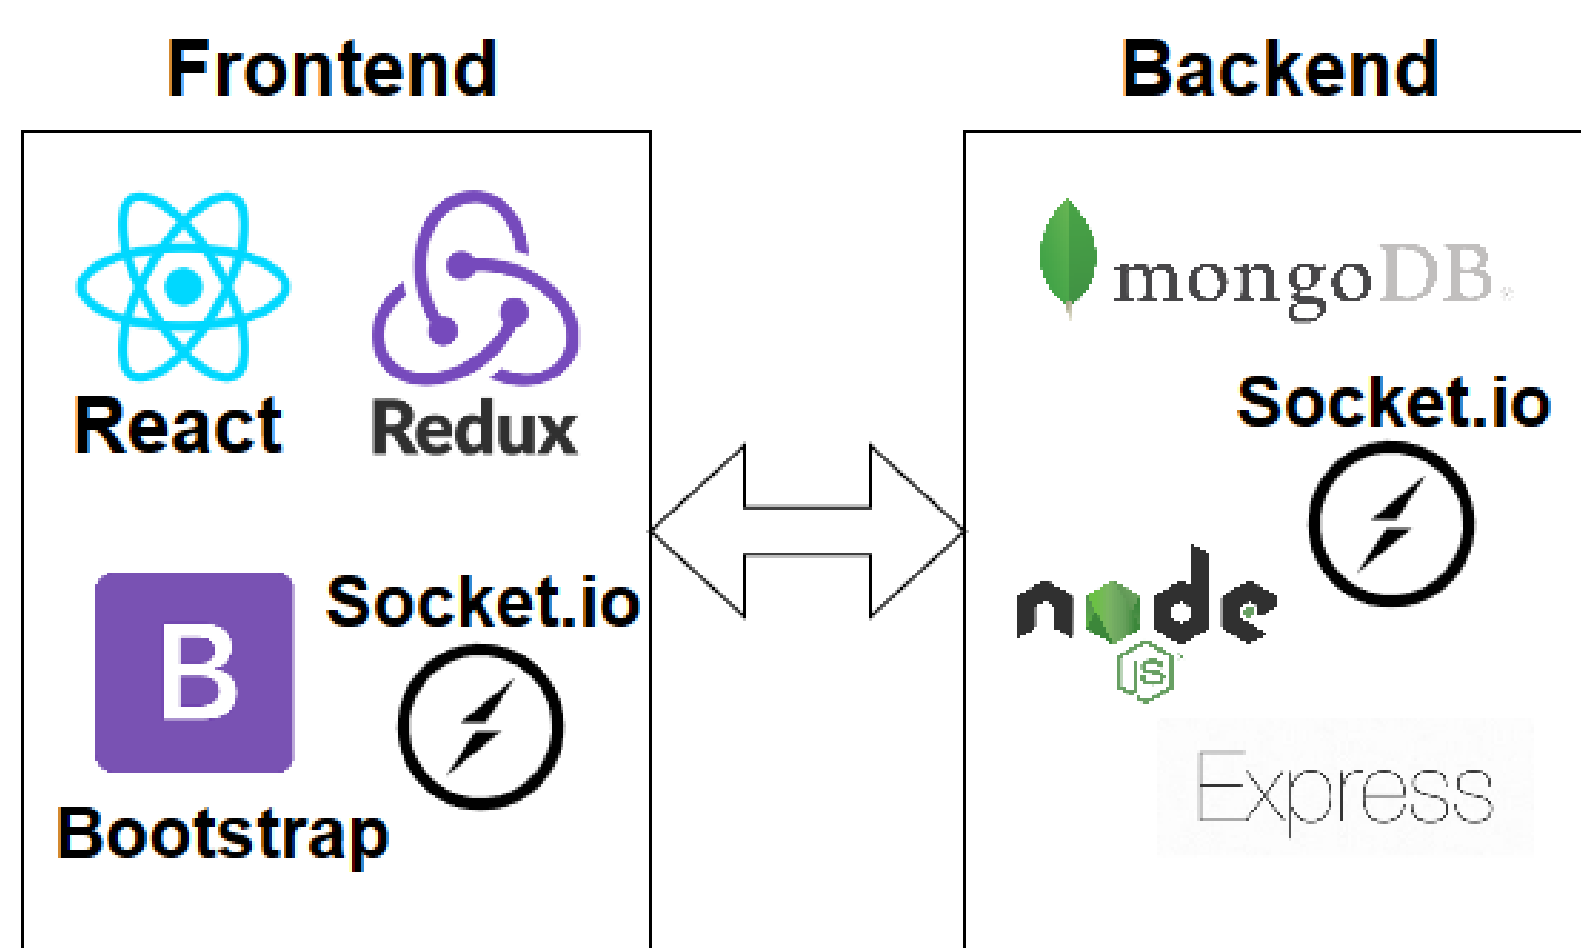 Frontend
Backend
React
Redux
B
Bootstrap
Socket.io
mongoDB
Socket.io
node
JS
Express